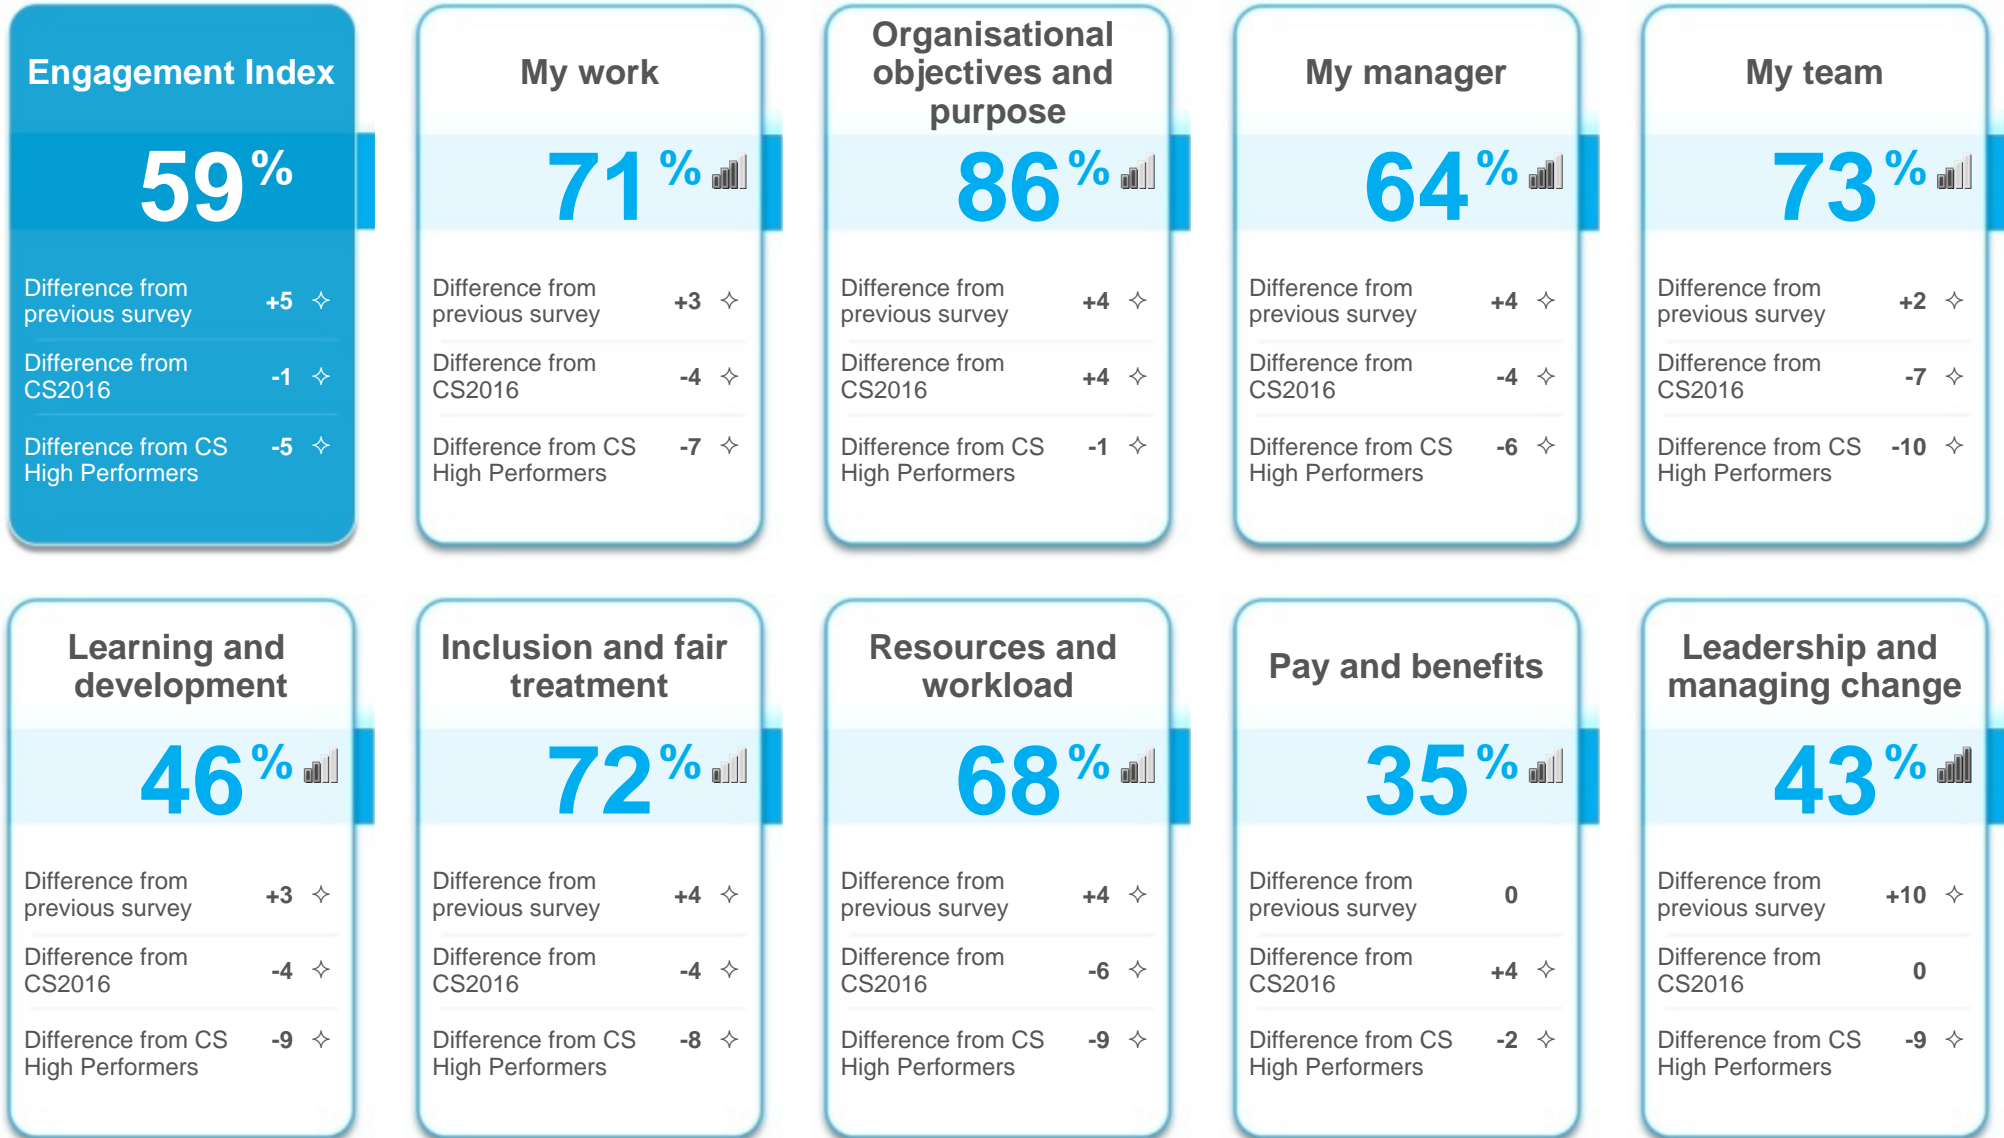 Engagement Index
59%
Difference from
previous survey
+5 ✧
Difference from
CS2016
-1 ✧
Difference from CS
High Performers
-5 ✧
My work
71%
Difference from
previous survey
+3 ✧
Difference from
CS2016
-4 ✧
Difference from CS
High Performers
-7 ✧
Organisational
objectives and
purpose
86%
Difference from
previous survey
+4 ✧
Difference from
CS2016
+4 ✧
Difference from CS
High Performers
-1 ✧
My manager
64%
Difference from
previous survey
+4 ✧
Difference from
CS2016
-4 ✧
Difference from CS
High Performers
-6 ✧
My team
73%
Difference from
previous survey
+2 ✧
Difference from
CS2016
-7 ✧
Difference from CS
High Performers
-10 ✧
Learning and
development
46%
Difference from
previous survey
+3 ✧
Difference from
CS2016
-4 ✧
Difference from CS
High Performers
-9 ✧
Inclusion and fair
treatment
72%
Difference from
previous survey
+4 ✧
Difference from
CS2016
-4 ✧
Difference from CS
High Performers
-8 ✧
Resources and
workload
68%
Difference from
previous survey
+4 ✧
Difference from
CS2016
-6 ✧
Difference from CS
High Performers
-9 ✧
Pay and benefits
35%
Difference from
previous survey
0
Difference from
CS2016
+4 ✧
Difference from CS
High Performers
-2 ✧
Leadership and
managing change
43%
Difference from
previous survey
+10 ✧
Difference from
CS2016
0
Difference from CS
High Performers
-9 ✧